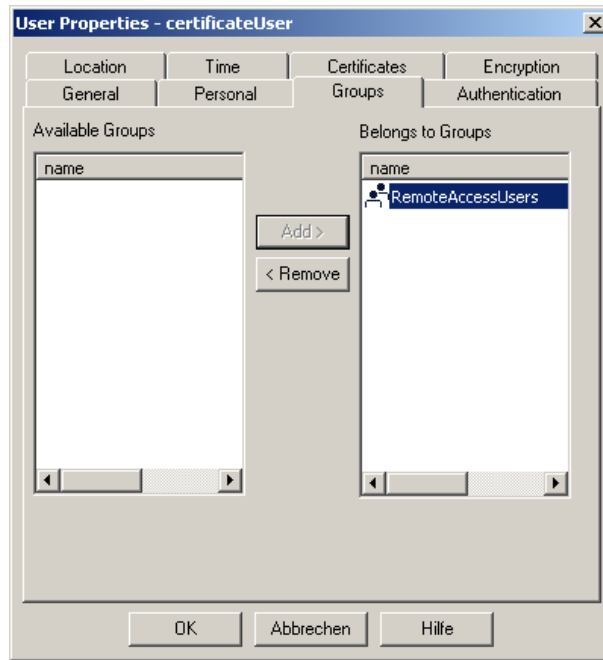 User Properties - certificateUser
Location Time Certificates Encryption
General Personal Groups Authentication
Available Groups Belongs to Groups
name name
RemoteAccessUsers
Add >
< Remove
OK Abbrechen Hilfe